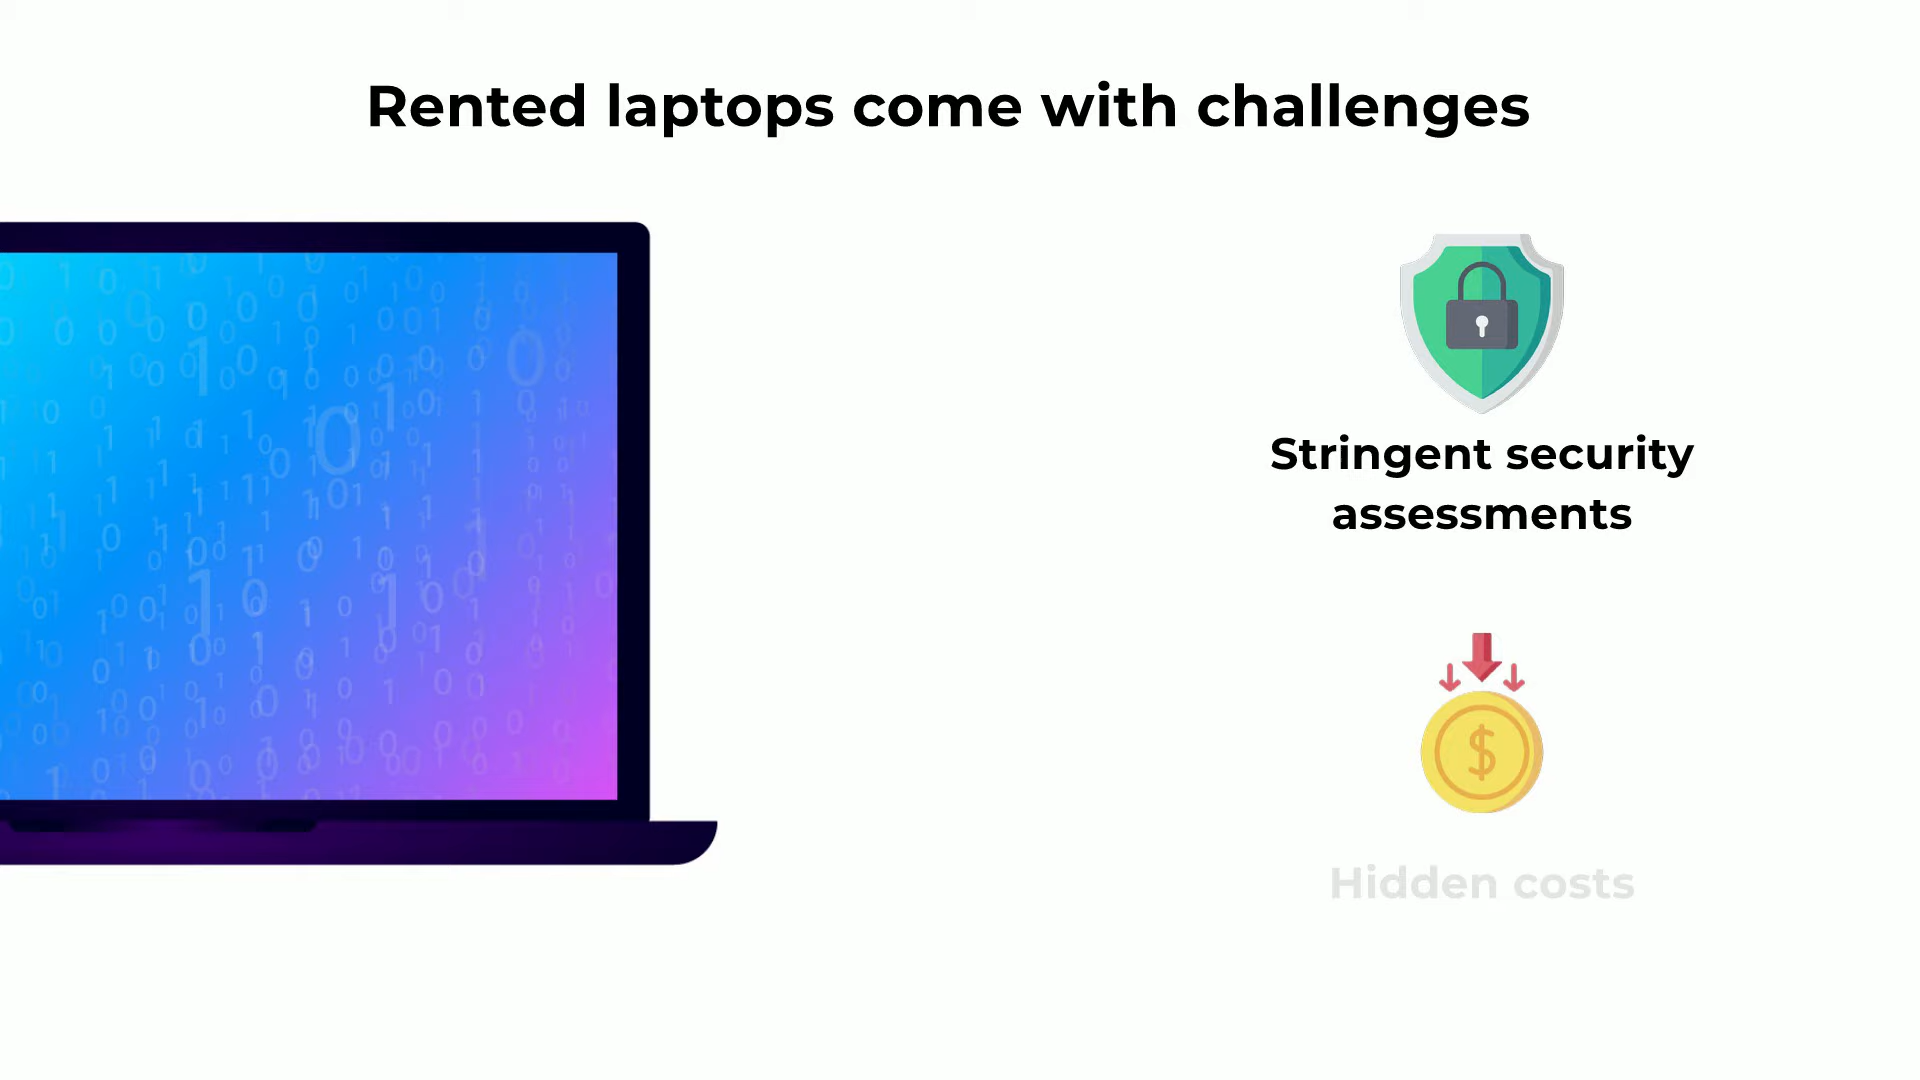 Rented laptops come with challenges
Stringent security
assessments
$
Hidden costs